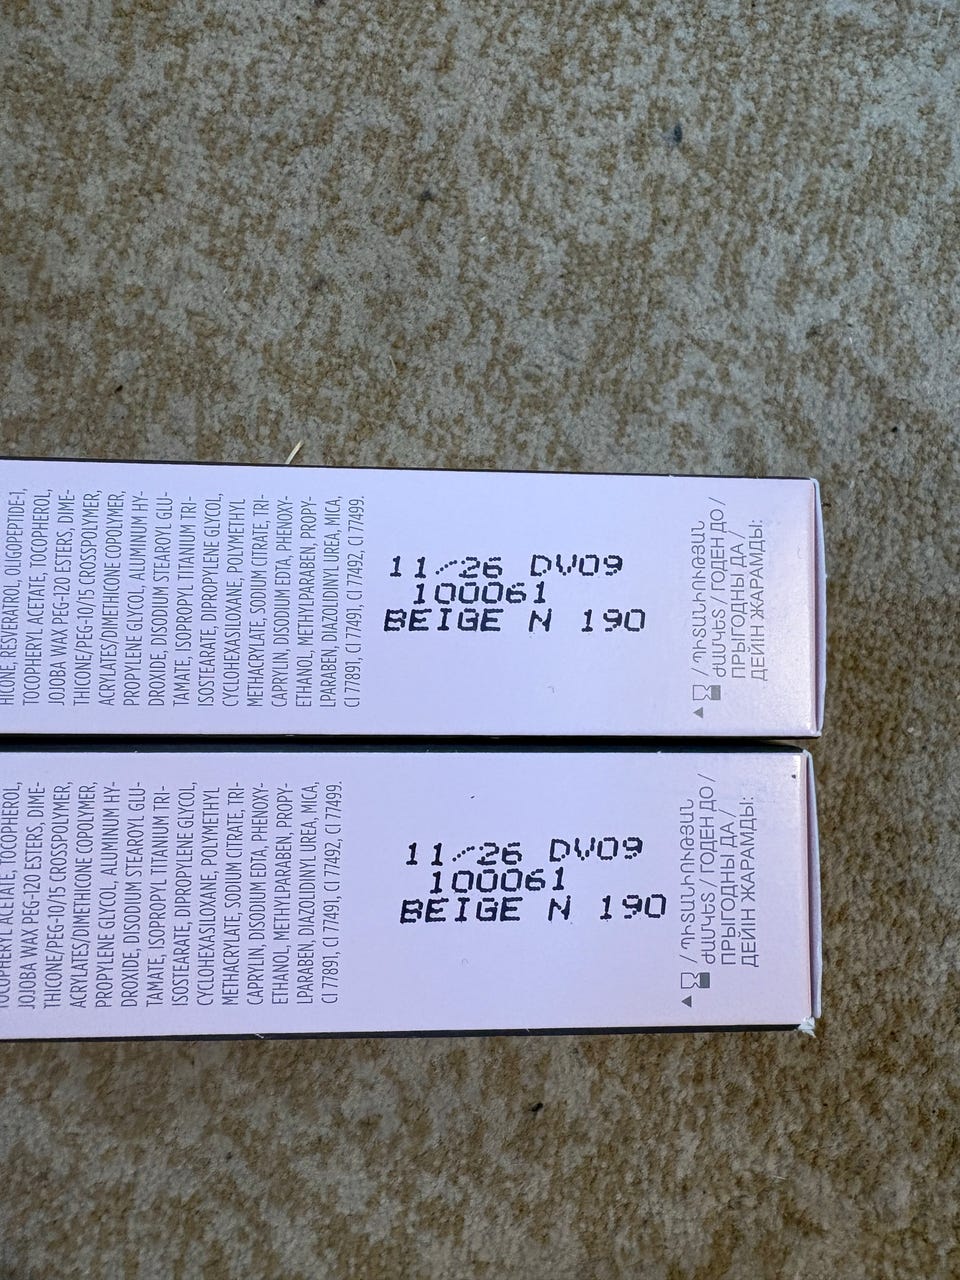 HICONE, RESVERATROL, OLIGOPEPTIDE-1,
TOCOPHERYL ACETATE, TOCOPHEROL,
JOJOBA WAX PEG-120 ESTERS, DIME-
THICONE/PEG-10/15 CROSSPOLYMER,
ACRYLATES/DIMETHICONE COPOLYMER,
PROPYLENE GLYCOL, ALUMINUM HY-
DROXIDE, DISODIUM STEAROYL GLU-
TAMATE, ISOPROPYL TITANIUM TRI-
ISOSTEARATE, DIPROPYLENE GLYCOL,
CYCLOHEXASILOXANE, POLYMETHYL
METHACRYLATE, SODIUM CITRATE, TRI-
CAPRYLIN, DISODIUM EDTA, PHENOXY-
ETHANOL, METHYLPARABEN, PROPY-
LPARABEN, DIAZOLIDINYL UREA, MICA,
CI 77891, CI 77491, CI 77492, CI 77499.
11/26 DV09
100061
BEIGE N 190
/ ՊԻՏԱՆԻՈՒԹՅԱՆ
ԺԱՄԿԵՏ / ГОДЕН ДО /
ПРЫГОДНЫ ДА /
ДЕЙІН ЖАРАМДЫ:
TOCOPHERYL ACETATE, TOCOPHEROL,
JOJOBA WAX PEG-120 ESTERS, DIME-
THICONE/PEG-10/15 CROSSPOLYMER,
ACRYLATES/DIMETHICONE COPOLYMER,
PROPYLENE GLYCOL, ALUMINUM HY-
DROXIDE, DISODIUM STEAROYL GLU-
TAMATE, ISOPROPYL TITANIUM TRI-
ISOSTEARATE, DIPROPYLENE GLYCOL,
CYCLOHEXASILOXANE, POLYMETHYL
METHACRYLATE, SODIUM CITRATE, TRI-
CAPRYLIN, DISODIUM EDTA, PHENOXY-
ETHANOL, METHYLPARABEN, PROPY-
LPARABEN, DIAZOLIDINYL UREA, MICA,
CI 77891, CI 77491, CI 77492, CI 77499.
11/26 DV09
100061
BEIGE N 190
/ ՊԻՏԱՆԻՈՒԹՅԱՆ
ԺԱՄԿԵՏ / ГОДЕН ДО /
ПРЫГОДНЫ ДА /
ДЕЙІН ЖАРАМДЫ: